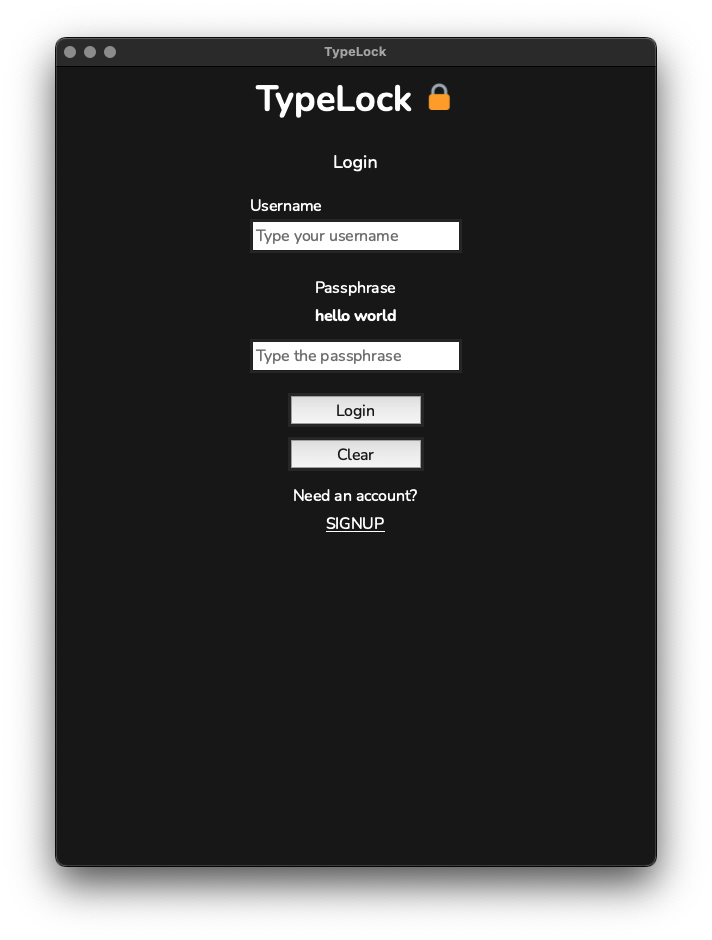 TypeLock
TypeLock 🔒
Login
Username
Type your username
Passphrase
hello world
Type the passphrase
Login
Clear
Need an account?
SIGNUP